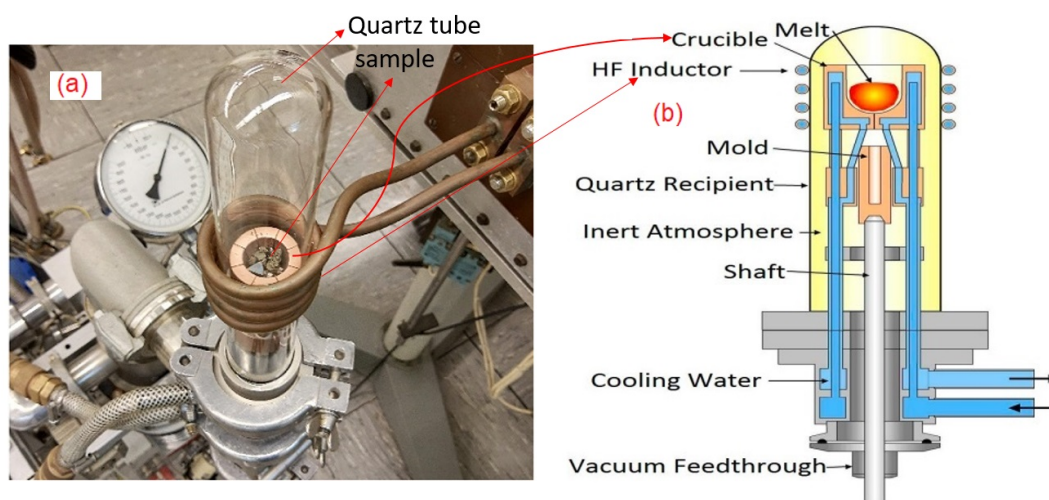 Quartz tube
sample
(a)
Melt
Crucible
HF Inductor
(b)
Mold
Quartz Recipient
Inert Atmosphere
Shaft
Cooling Water
Vacuum Feedthrough